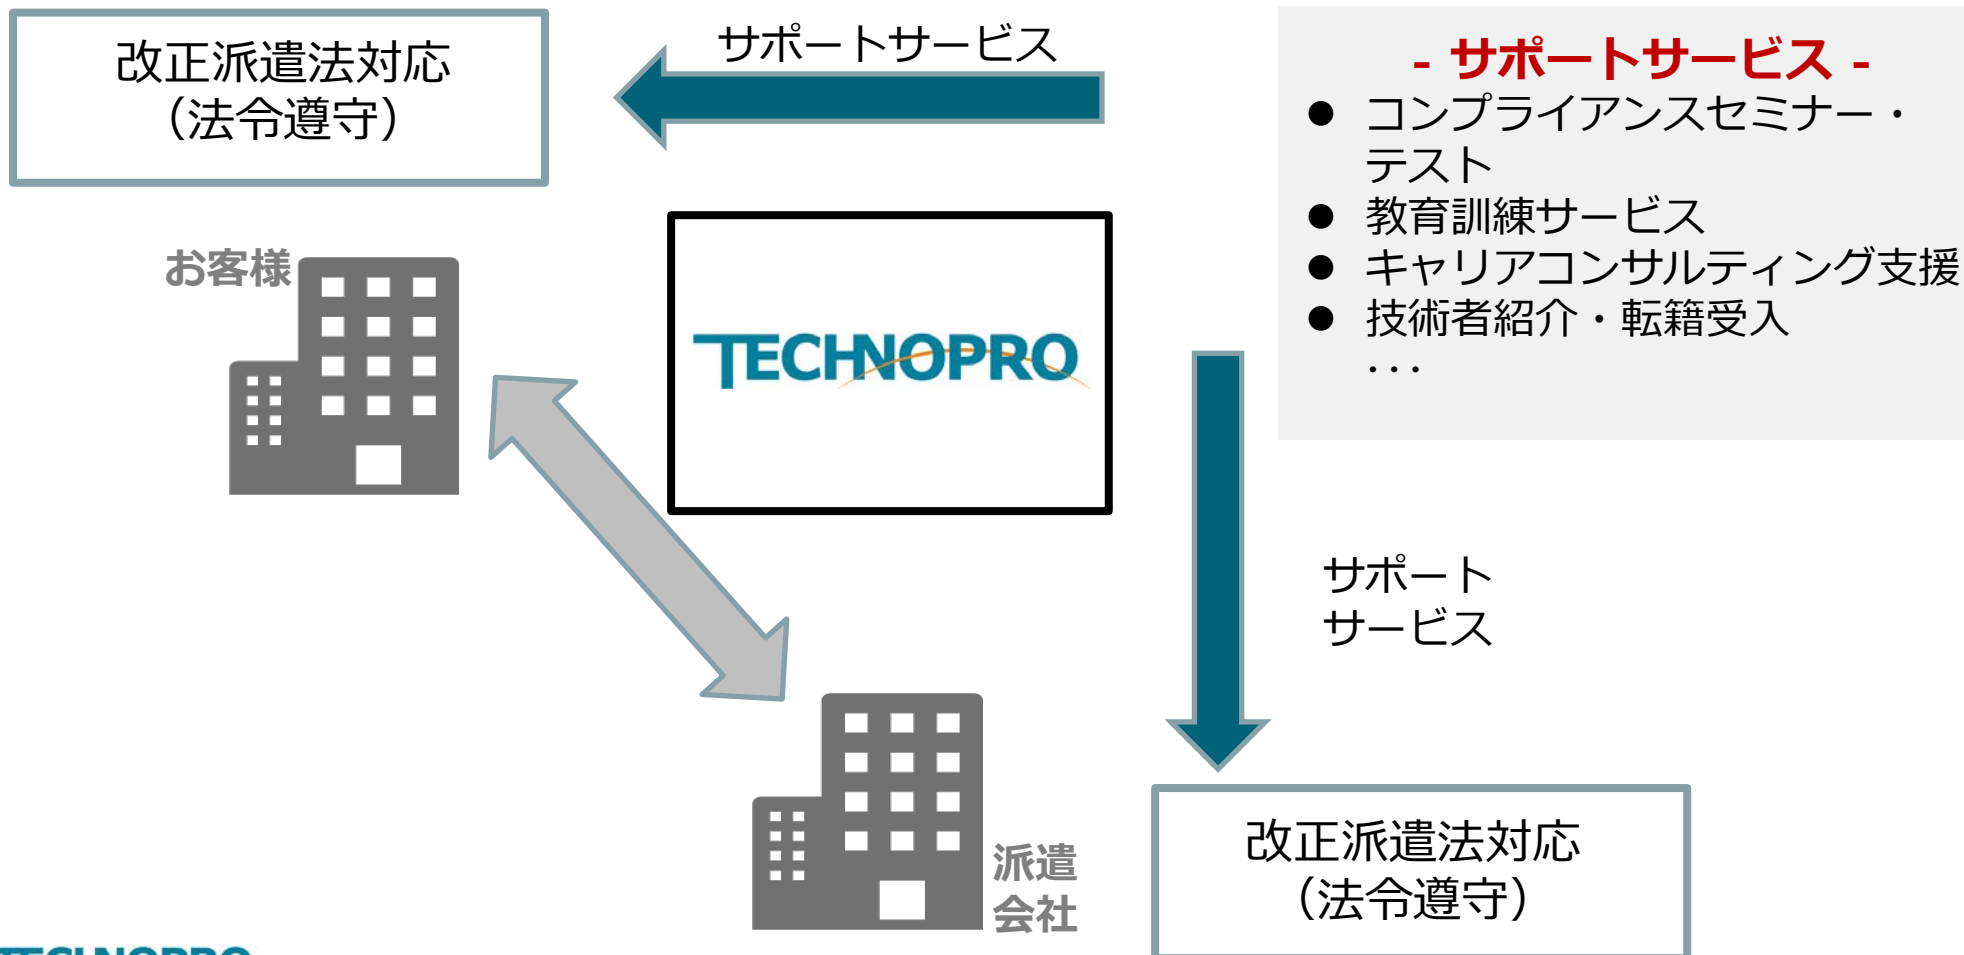 改正派遣法対応
（法令遵守）
サポートサービス
- サポートサービス -
● コンプライアンスセミナー・
テスト
● 教育訓練サービス
● キャリアコンサルティング支援
● 技術者紹介・転籍受入
・・・
お客様
TECHNOPRO
サポート
サービス
派遣
会社
改正派遣法対応
（法令遵守）
TECHNOPRO